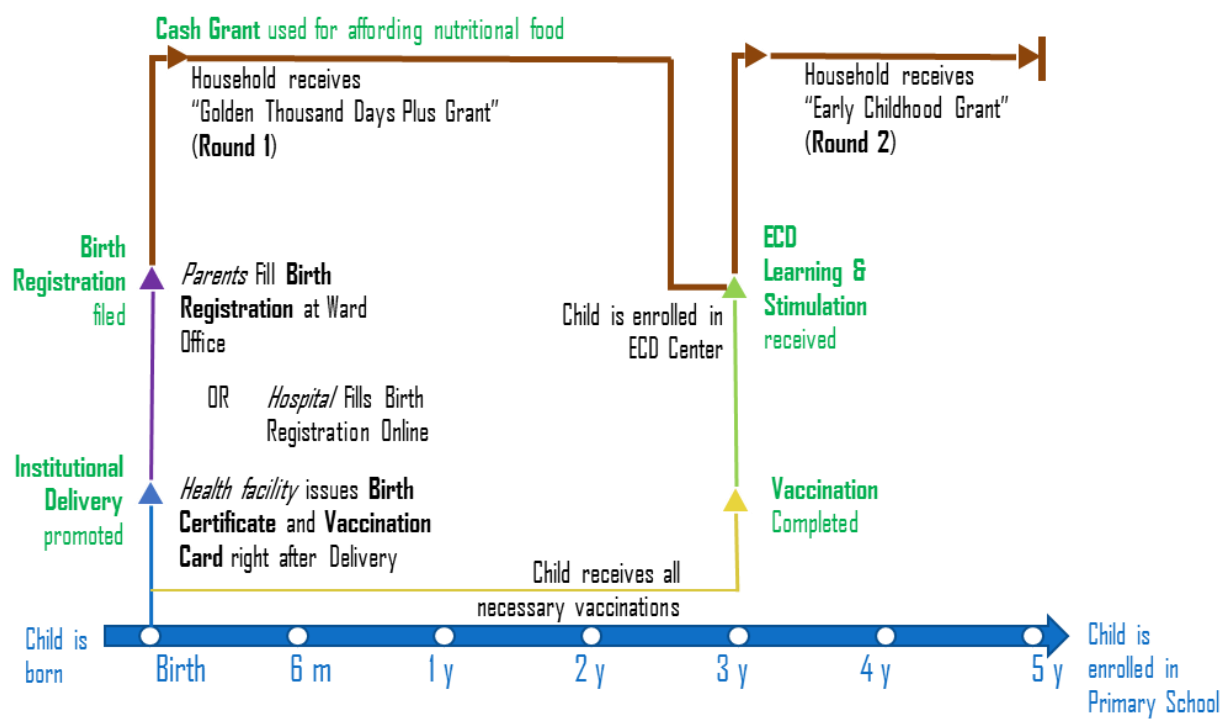 Cash Grant used for affording nutritional food
Household receives
“Golden Thousand Days Plus Grant”
(Round 1)
Household receives
“Early Childhood Grant”
(Round 2)
Birth
Registration
filed
Parents Fill Birth
Registration at Ward
Office
OR Hospital Fills Birth
Registration Online
Child is enrolled in
ECD Center
ECD
Learning &
Stimulation
received
Institutional
Delivery
promoted
Health facility issues Birth
Certificate and Vaccination
Card right after Delivery
Vaccination
Completed
Child receives all
necessary vaccinations
Child is
born
Birth
6 m
1 y
2 y
3 y
4 y
5 y
Child is
enrolled in
Primary School